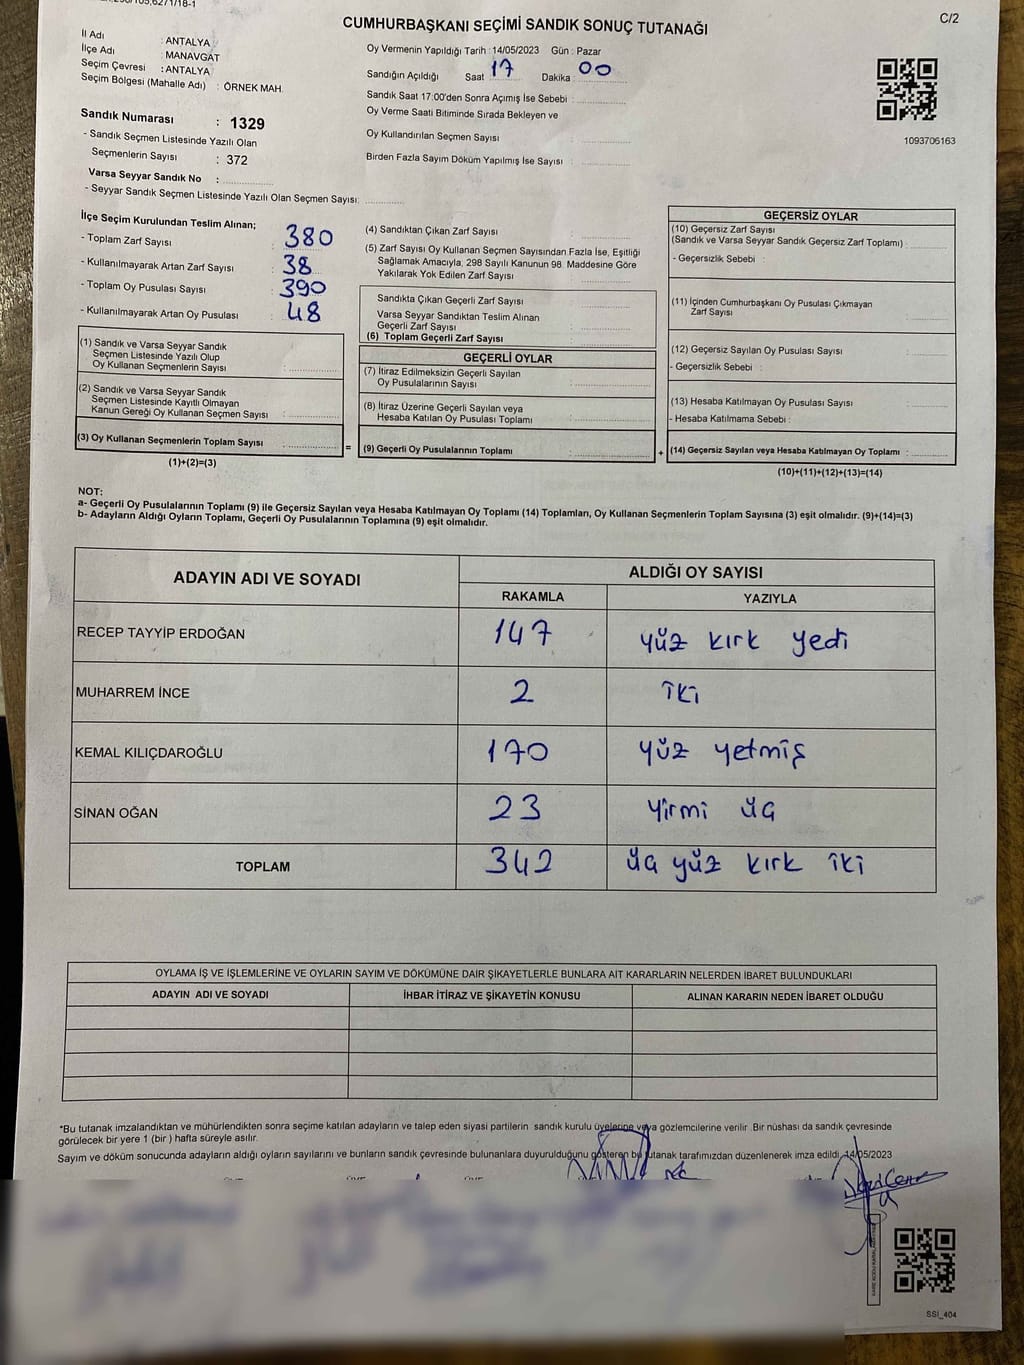 C/2
CUMHURBAŞKANI SEÇİMİ SANDIK SONUÇ TUTANAĞI
İl Adı : ANTALYA
İlçe Adı : MANAVGAT
Seçim Çevresi : ANTALYA
Seçim Bölgesi (Mahalle Adı) : ÖRNEK MAH.
Sandık Numarası : 1329
- Sandık Seçmen Listesinde Yazılı Olan
Seçmenlerin Sayısı : 372
Varsa Seyyar Sandık No :
- Seyyar Sandık Seçmen Listesinde Yazılı Olan Seçmen Sayısı:
Oy Vermenin Yapıldığı Tarih : 14/05/2023 Gün : Pazar
Sandığın Açıldığı Saat 17 Dakika 00
Sandık Saat 17:00'den Sonra Açımış İse Sebebi :
Oy Verme Saati Bitiminde Sırada Bekleyen ve
Oy Kullandırılan Seçmen Sayısı :
Birden Fazla Sayım Döküm Yapılmış İse Sayısı :
1093706163
İlçe Seçim Kurulundan Teslim Alınan;
- Toplam Zarf Sayısı : 380
- Kullanılmayarak Artan Zarf Sayısı : 38
- Toplam Oy Pusulası Sayısı : 390
- Kullanılmayarak Artan Oy Pusulası : 48
(1) Sandık ve Varsa Seyyar Sandık
Seçmen Listesinde Yazılı Olup
Oy Kullanan Seçmenlerin Sayısı :
(2) Sandık ve Varsa Seyyar Sandık
Seçmen Listesinde Kayıtlı Olmayan
Kanun Gereği Oy Kullanan Seçmen Sayısı :
(3) Oy Kullanan Seçmenlerin Toplam Sayısı :
(1)+(2)=(3)
(4) Sandıktan Çıkan Zarf Sayısı :
(5) Zarf Sayısı Oy Kullanan Seçmen Sayısından Fazla İse, Eşitliği
Sağlamak Amacıyla, 298 Sayılı Kanunun 98. Maddesine Göre
Yakılarak Yok Edilen Zarf Sayısı :
Sandıkta Çıkan Geçerli Zarf Sayısı :
Varsa Seyyar Sandıktan Teslim Alınan
Geçerli Zarf Sayısı :
(6) Toplam Geçerli Zarf Sayısı :
GEÇERLİ OYLAR
(7) İtiraz Edilmeksizin Geçerli Sayılan
Oy Pusulalarının Sayısı :
(8) İtiraz Üzerine Geçerli Sayılan veya
Hesaba Katılan Oy Pusulası Toplamı :
= (9) Geçerli Oy Pusulalarının Toplamı : +
GEÇERSİZ OYLAR
(10) Geçersiz Zarf Sayısı
(Sandık ve Varsa Seyyar Sandık Geçersiz Zarf Toplamı) :
- Geçersizlik Sebebi :
(11) İçinden Cumhurbaşkanı Oy Pusulası Çıkmayan
Zarf Sayısı :
(12) Geçersiz Sayılan Oy Pusulası Sayısı :
- Geçersizlik Sebebi :
(13) Hesaba Katılmayan Oy Pusulası Sayısı :
- Hesaba Katılmama Sebebi :
(14) Geçersiz Sayılan veya Hesaba Katılmayan Oy Toplamı :
(10)+(11)+(12)+(13)=(14)
NOT:
a- Geçerli Oy Pusulalarının Toplamı (9) ile Geçersiz Sayılan veya Hesaba Katılmayan Oy Toplamı (14) Toplamları, Oy Kullanan Seçmenlerin Toplam Sayısına (3) eşit olmalıdır. (9)+(14)=(3)
b- Adayların Aldığı Oyların Toplamı, Geçerli Oy Pusulalarının Toplamına (9) eşit olmalıdır.
ADAYIN ADI VE SOYADI ALDIĞI OY SAYISI
RAKAMLA YAZIYLA
RECEP TAYYİP ERDOĞAN 147 yüz kırk yedi
MUHARREM İNCE 2 iki
KEMAL KILIÇDAROĞLU 170 yüz yetmiş
SİNAN OĞAN 23 yirmi üç
TOPLAM 342 üç yüz kırk iki
OYLAMA İŞ VE İŞLEMLERİNE VE OYLARIN SAYIM VE DÖKÜMÜNE DAİR ŞİKAYETLERLE BUNLARA AİT KARARLARIN NELERDEN İBARET BULUNDUKLARI
ADAYIN ADI VE SOYADI İHBAR İTİRAZ VE ŞİKAYETİN KONUSU ALINAN KARARIN NEDEN İBARET OLDUĞU
*Bu tutanak imzalandıktan ve mühürlendikten sonra seçime katılan adayların ve talep eden siyasi partilerin sandık kurulu üyelerine veya gözlemcilerine verilir. Bir nüshası da sandık çevresinde
görülecek bir yere 1 (bir ) hafta süreyle asılır.
Sayım ve döküm sonucunda adayların aldığı oyların sayılarını ve bunların sandık çevresinde bulunanlara duyurulduğunu gösteren bu tutanak tarafımızdan düzenlenerek imza edildi. 14/05/2023
SSİ_404